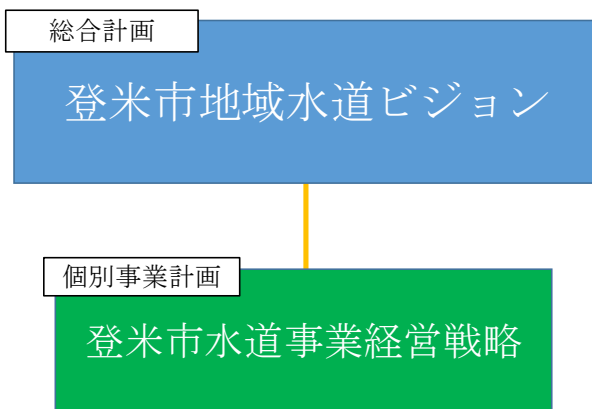 総合計画
登米市地域水道ビジョン
個別事業計画
登米市水道事業経営戦略